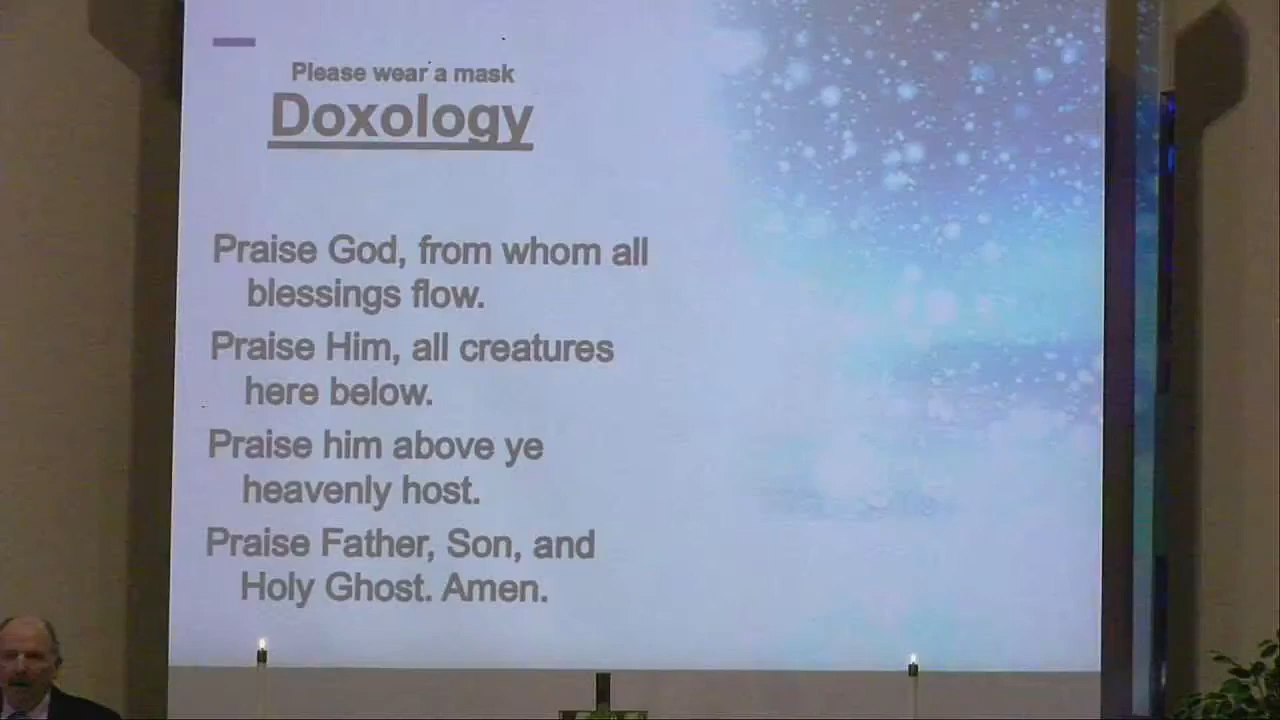 Please wear a mask
Doxology
Praise God, from whom all
blessings flow.
Praise Him, all creatures
here below.
Praise him above ye
heavenly host.
Praise Father, Son, and
Holy Ghost. Amen.